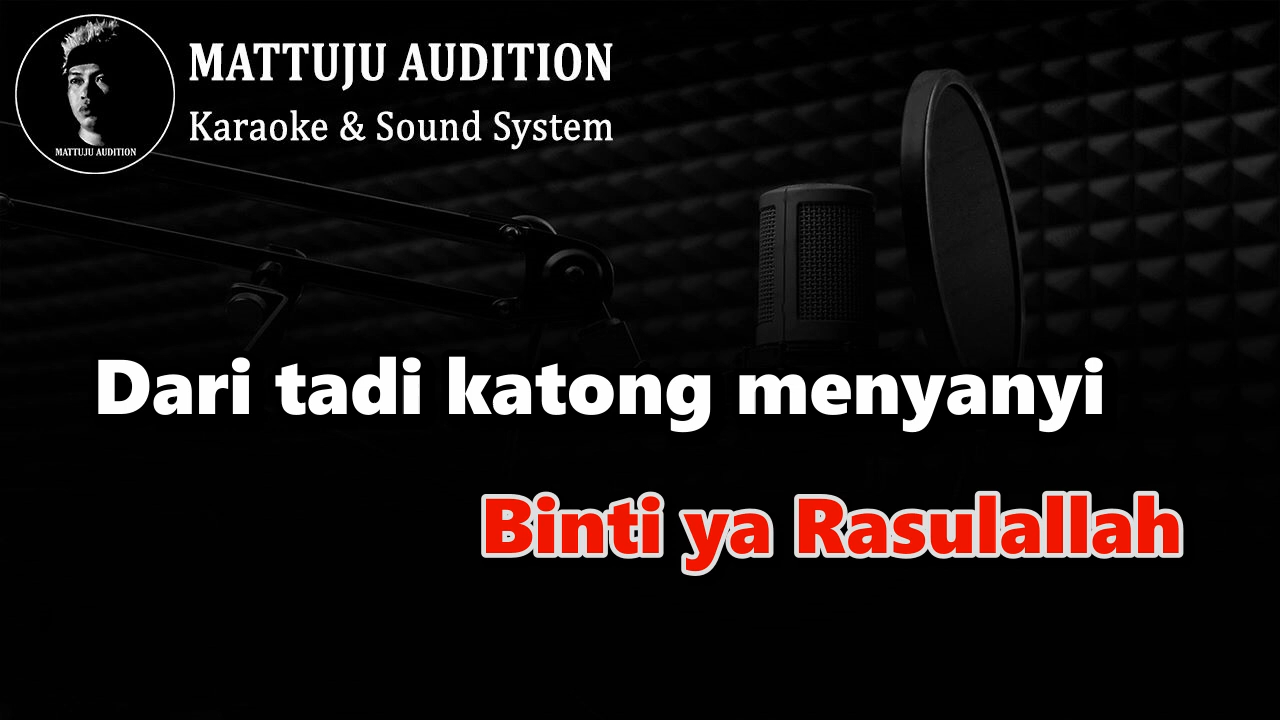 MATTUJU AUDITION
Karaoke & Sound System
MATTUJU AUDITION
Dari tadi katong menyanyi
Binti ya Rasulallah